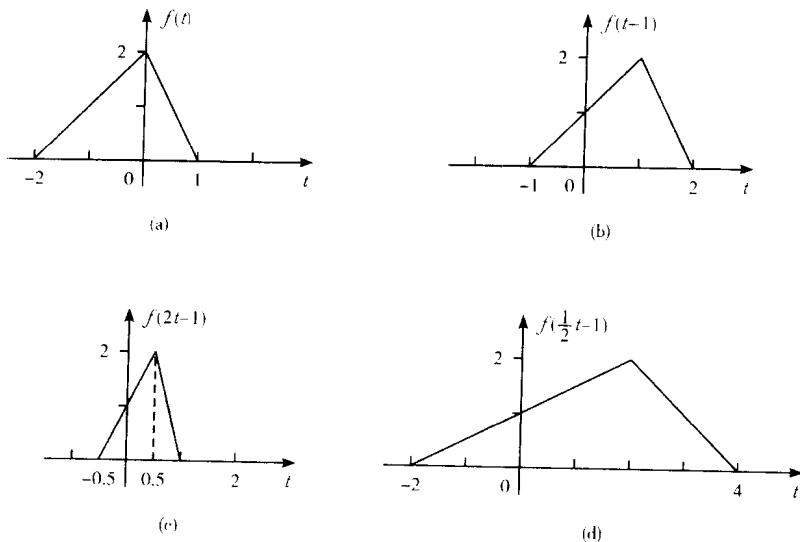 f(t)
2
-2 0 1 t
(a)
f(t-1)
2
-1 0 2 t
(b)
f(2t-1)
2
-0.5 0.5 2 t
(c)
f(1/2 t-1)
2
-2 0 4 t
(d)